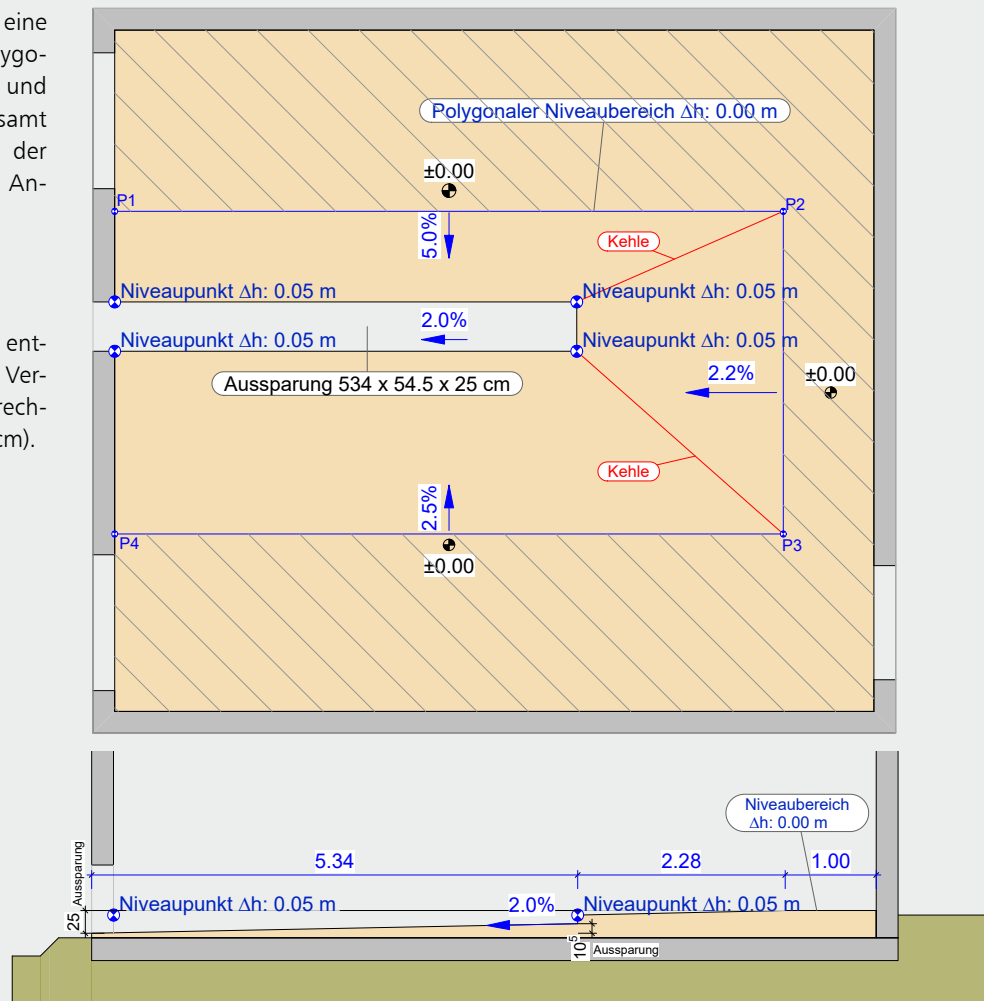 eine
ygo-
und
samt
der
An-
ent-
Ver-
rech-
cm).
Polygonaler Niveaubereich Δh: 0.00 m
±0.00
P1
P2
5.0%
Kehle
Niveaupunkt Δh: 0.05 m
Niveaupunkt Δh: 0.05 m
2.0%
Niveaupunkt Δh: 0.05 m
Niveaupunkt Δh: 0.05 m
Aussparung 534 x 54.5 x 25 cm
2.2%
±0.00
Kehle
2.5%
P4
P3
±0.00
Niveaubereich
Δh: 0.00 m
5.34
2.28
1.00
25 Aussparung
Niveaupunkt Δh: 0.05 m
2.0%
Niveaupunkt Δh: 0.05 m
10⁵ Aussparung